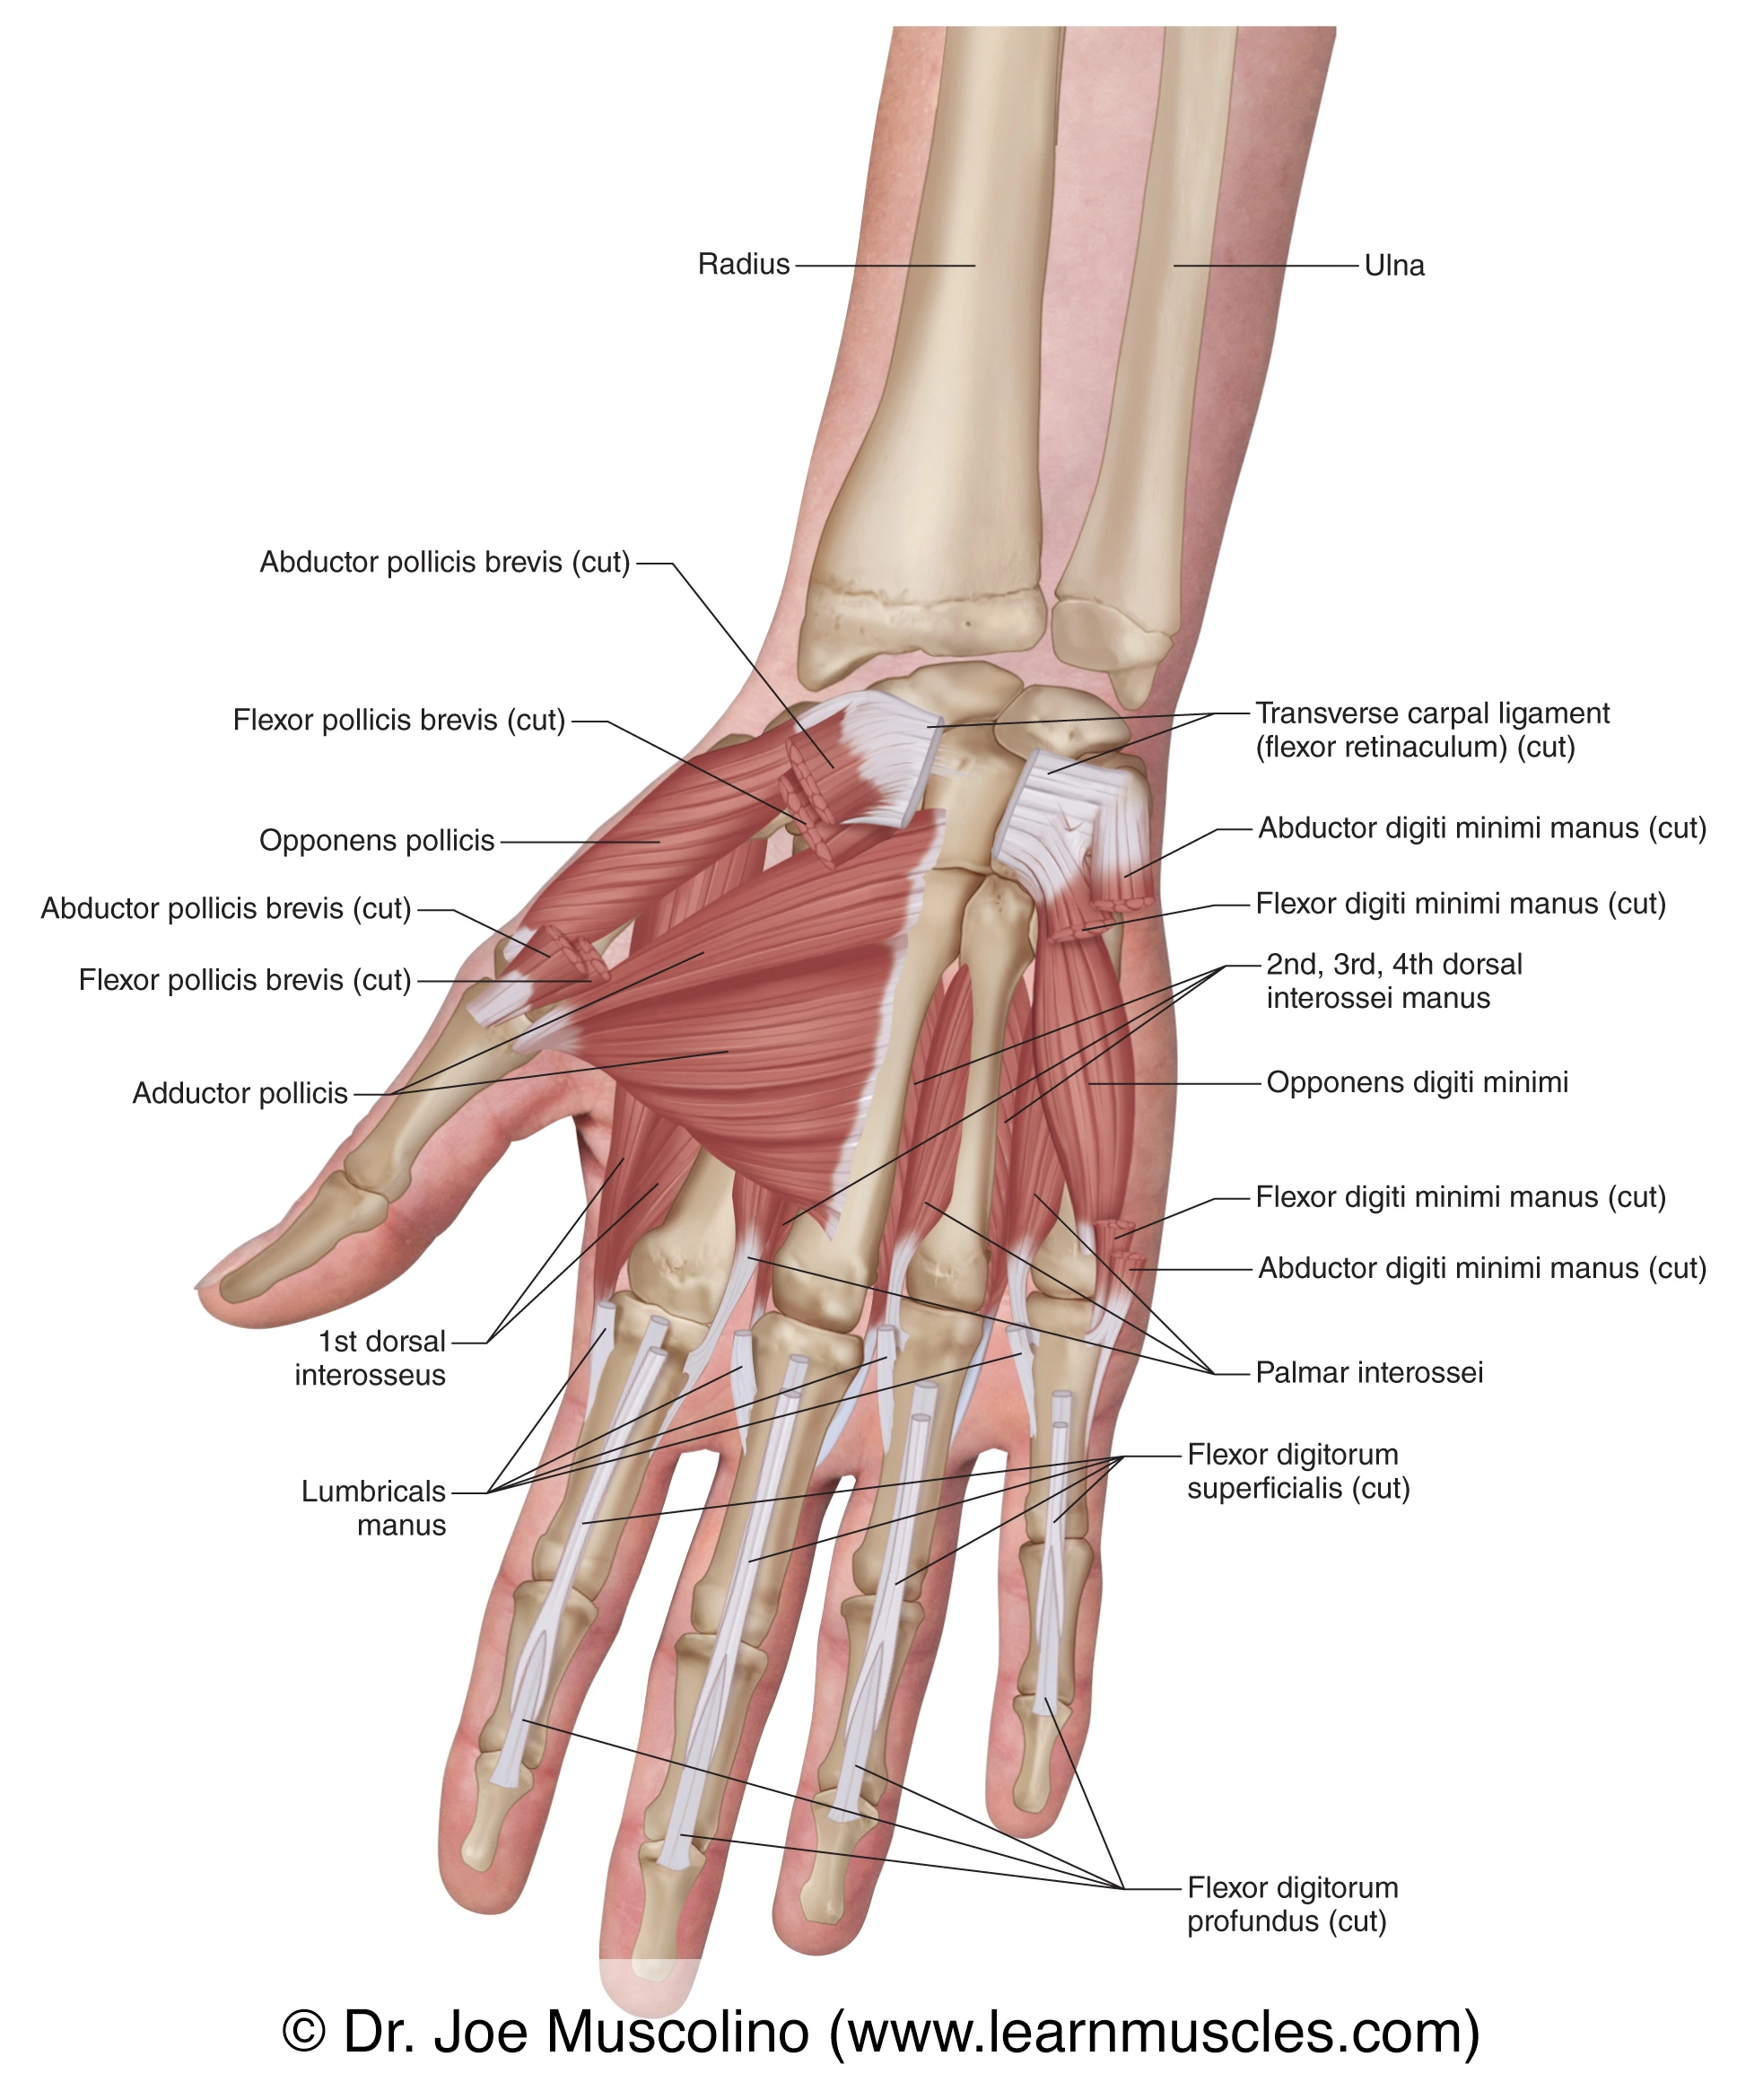 Radius
Ulna
Abductor pollicis brevis (cut)
Flexor pollicis brevis (cut)
Transverse carpal ligament
(flexor retinaculum) (cut)
Opponens pollicis
Abductor digiti minimi manus (cut)
Abductor pollicis brevis (cut)
Flexor digiti minimi manus (cut)
Flexor pollicis brevis (cut)
2nd, 3rd, 4th dorsal
interossei manus
Adductor pollicis
Opponens digiti minimi
Flexor digiti minimi manus (cut)
Abductor digiti minimi manus (cut)
1st dorsal
interosseus
Palmar interossei
Lumbricals
manus
Flexor digitorum
superficialis (cut)
Flexor digitorum
profundus (cut)
© Dr. Joe Muscolino (www.learnmuscles.com)